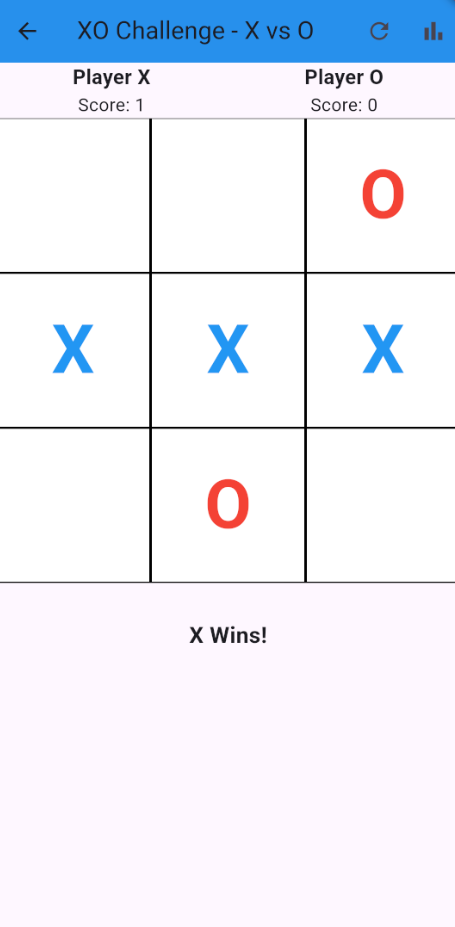 XO Challenge - X vs O
Player X Player O
Score: 1 Score: 0
O
X X X
O
X Wins!